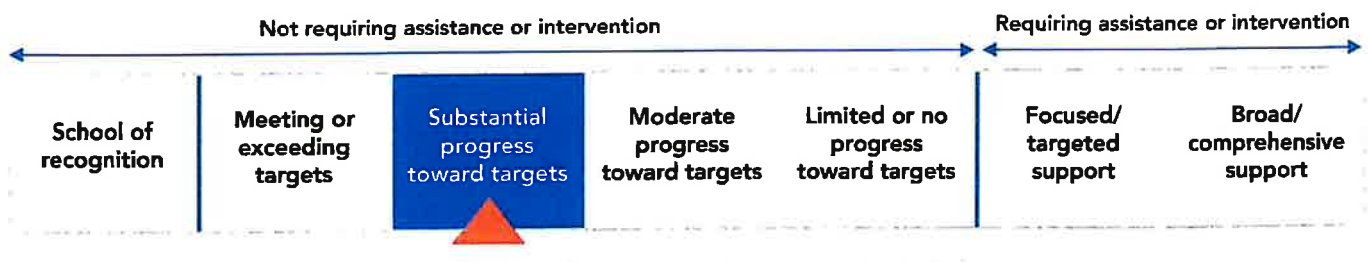 Not requiring assistance or intervention
Requiring assistance or intervention
School of
recognition
Meeting or
exceeding
targets
Substantial
progress
toward targets
Moderate
progress
toward targets
Limited or no
progress
toward targets
Focused/
targeted
support
Broad/
comprehensive
support